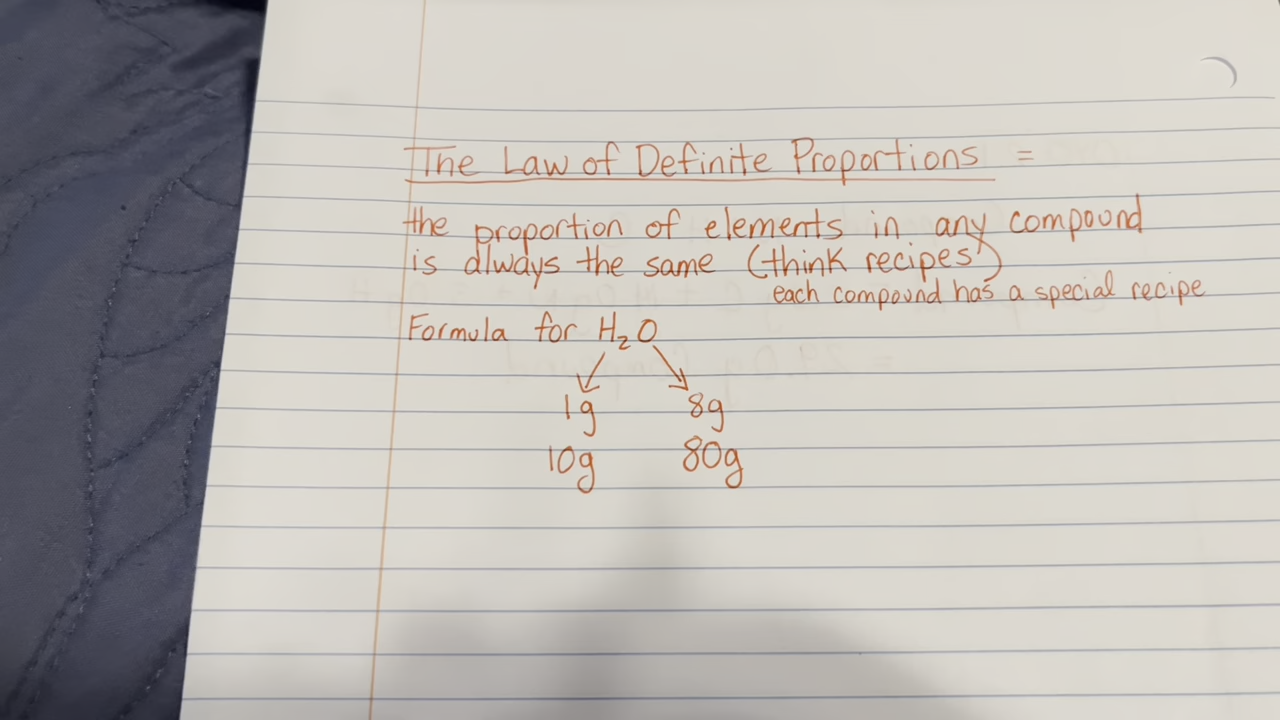 The Law of Definite Proportions =
the proportion of elements in any compound
is always the same (think recipes)
each compound has a special recipe
Formula for H₂O
1g 8g
10g 80g